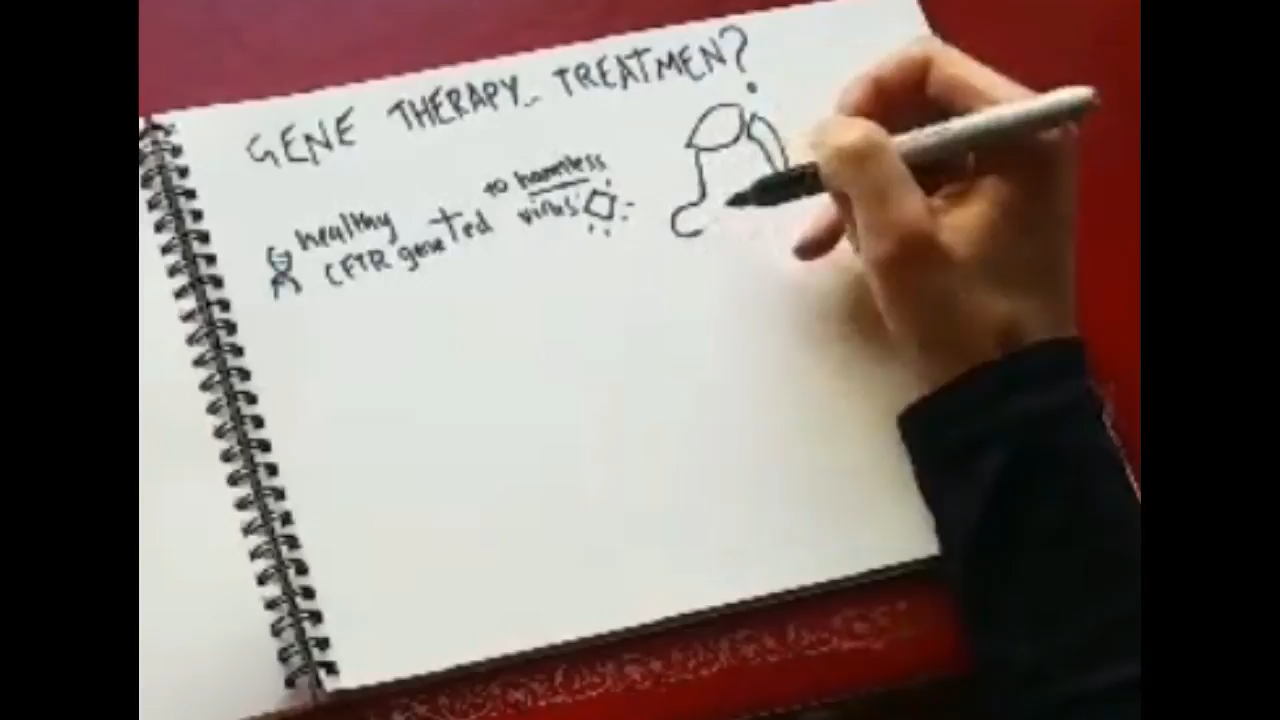 GENE THERAPY.. TREATMEN?
to harmless
healthy
CFTR gene ted virus